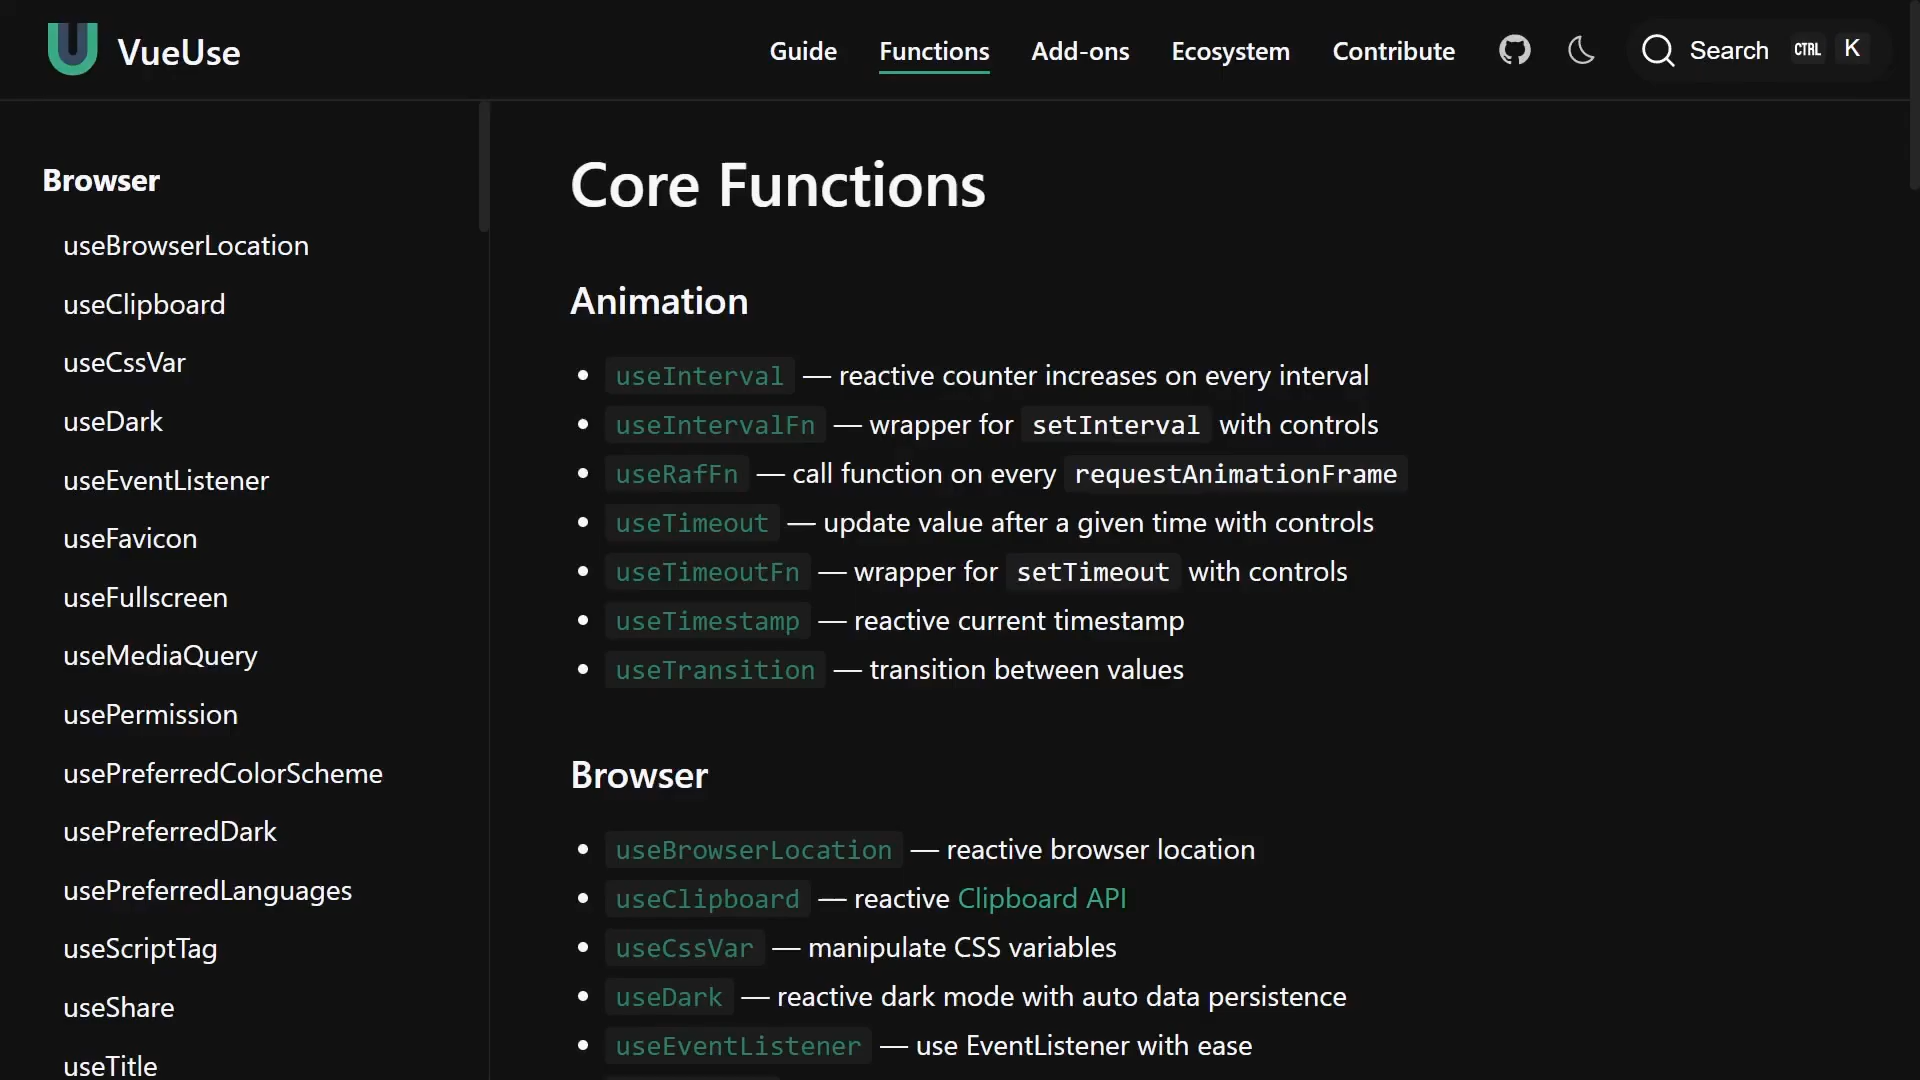 VueUse
Guide
Functions
Add-ons
Ecosystem
Contribute
Search CTRL K
Browser
useBrowserLocation
useClipboard
useCssVar
useDark
useEventListener
useFavicon
useFullscreen
useMediaQuery
usePermission
usePreferredColorScheme
usePreferredDark
usePreferredLanguages
useScriptTag
useShare
useTitle
Core Functions
Animation
useInterval — reactive counter increases on every interval
useIntervalFn — wrapper for setInterval with controls
useRafFn — call function on every requestAnimationFrame
useTimeout — update value after a given time with controls
useTimeoutFn — wrapper for setTimeout with controls
useTimestamp — reactive current timestamp
useTransition — transition between values
Browser
useBrowserLocation — reactive browser location
useClipboard — reactive Clipboard API
useCssVar — manipulate CSS variables
useDark — reactive dark mode with auto data persistence
useEventListener — use EventListener with ease